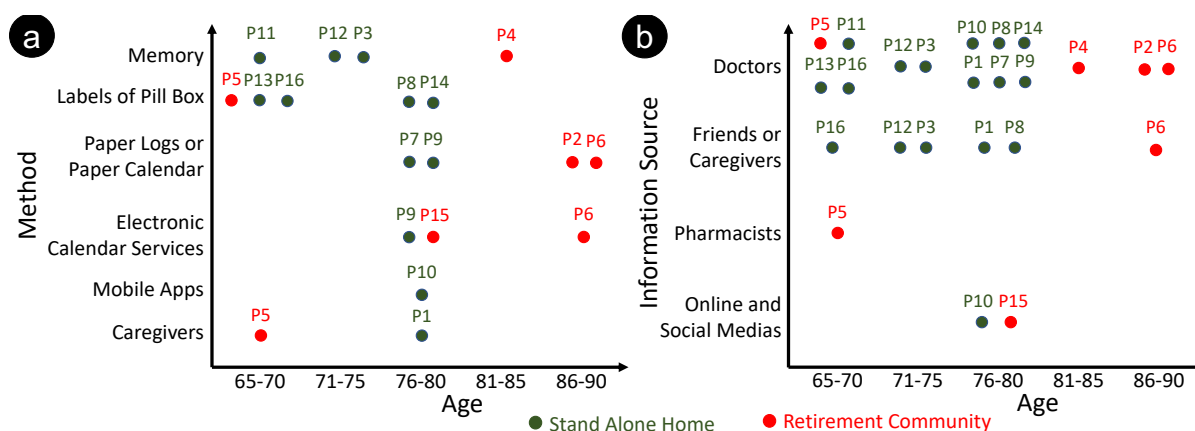 a
Method
P11 P12 P3 P4
Memory
P5 P13 P16 P8 P14
Labels of Pill Box
P7 P9 P2 P6
Paper Logs or
Paper Calendar
P9 P15 P6
Electronic
Calendar Services
P10
Mobile Apps
P5 P1
Caregivers
65-70 71-75 76-80 81-85 86-90
Age
b
Information Source
P5 P11 P12 P3 P10 P8 P14 P4 P2 P6
Doctors
P13 P16 P1 P7 P9
P16 P12 P3 P1 P8 P6
Friends or
Caregivers
P5
Pharmacists
P10 P15
Online and
Social Medias
65-70 71-75 76-80 81-85 86-90
Age
Stand Alone Home
Retirement Community